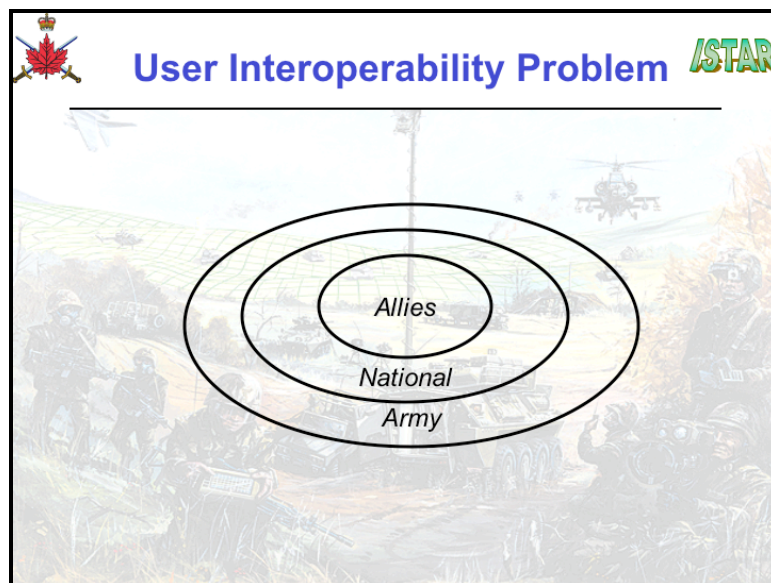 User Interoperability Problem
ISTAR
Allies
National
Army